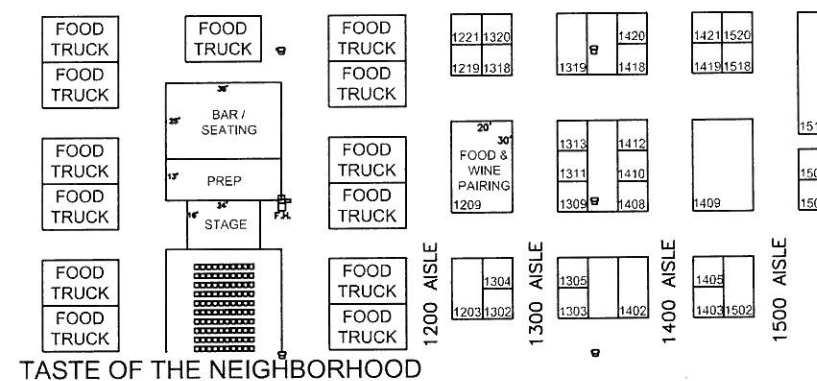 FOOD
TRUCK
FOOD
TRUCK
FOOD
TRUCK
FOOD
TRUCK
FOOD
TRUCK
1221 1320 1420 1421 1520
1219 1318 1319 1418 1419 1518
36'
25'
BAR /
SEATING
13'
PREP
24'
16'
STAGE
F.H.
FOOD
TRUCK
FOOD
TRUCK
FOOD
TRUCK
FOOD
TRUCK
20'
30'
FOOD &
WINE
PAIRING
1209
1313 1412
1311 1410
1309 1408
1409
151
150
150
FOOD
TRUCK
FOOD
TRUCK
FOOD
TRUCK
FOOD
TRUCK
1200 AISLE
1304
1203 1302
1300 AISLE
1305
1303 1402
1400 AISLE
1405
1403 1502
1500 AISLE
TASTE OF THE NEIGHBORHOOD